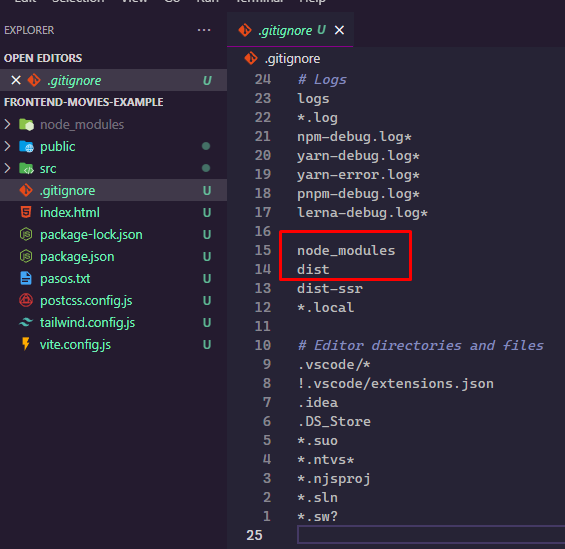 EXPLORER
OPEN EDITORS
.gitignore U
FRONTEND-MOVIES-EXAMPLE
node_modules
public
src
.gitignore U
index.html U
package-lock.json U
package.json U
pasos.txt U
postcss.config.js U
tailwind.config.js U
vite.config.js U
.gitignore U
.gitignore
24 # Logs
23 logs
22 *.log
21 npm-debug.log*
20 yarn-debug.log*
19 yarn-error.log*
18 pnpm-debug.log*
17 lerna-debug.log*
16
15 node_modules
14 dist
13 dist-ssr
12 *.local
11
10 # Editor directories and files
9 .vscode/*
8 !.vscode/extensions.json
7 .idea
6 .DS_Store
5 *.suo
4 *.ntvs*
3 *.njsproj
2 *.sln
1 *.sw?
25